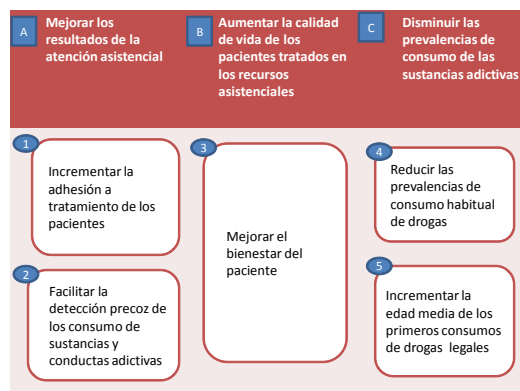 A
Mejorar los
resultados de la
atención asistencial
B
Aumentar la calidad
de vida de los
pacientes tratados en
los recursos
asistenciales
C
Disminuir las
prevalencias de
consumo de las
sustancias adictivas
1
Incrementar la
adhesión a
tratamiento de los
pacientes
2
Facilitar la
detección precoz de
los consumo de
sustancias y
conductas adictivas
3
Mejorar el
bienestar del
paciente
4
Reducir las
prevalencias de
consumo habitual
de drogas
5
Incrementar la
edad media de los
primeros consumos
de drogas legales